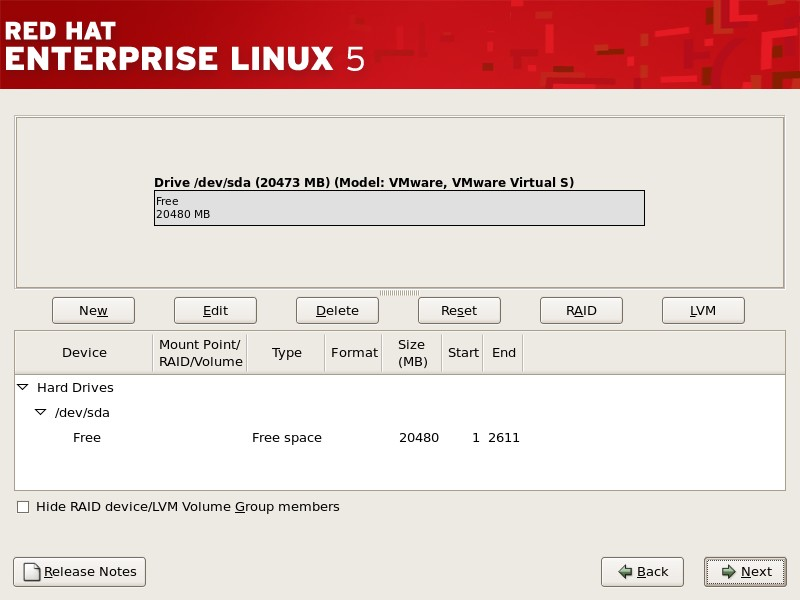 RED HAT
ENTERPRISE LINUX 5
Drive /dev/sda (20473 MB) (Model: VMware, VMware Virtual S)
Free
20480 MB
New Edit Delete Reset RAID LVM
Device Mount Point/ RAID/Volume Type Format Size (MB) Start End
Hard Drives
/dev/sda
Free Free space 20480 1 2611
Hide RAID device/LVM Volume Group members
Release Notes Back Next